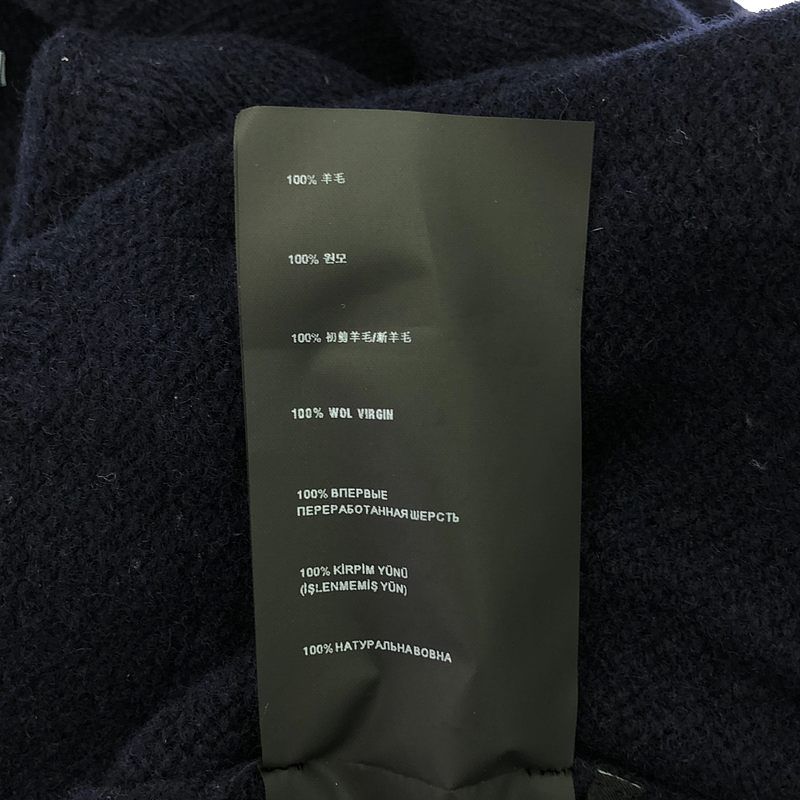 100% 羊毛
100% 원모
100% 初剪羊毛/新羊毛
100% WOL VIRGIN
100% ВПЕРВЫЕ
ПЕРЕРАБОТАННАЯ ШЕРСТЬ
100% KİRPİM YÜNÜ
(İŞLENMEMİŞ YÜN)
100% НАТУРАЛЬНА ВОВНА